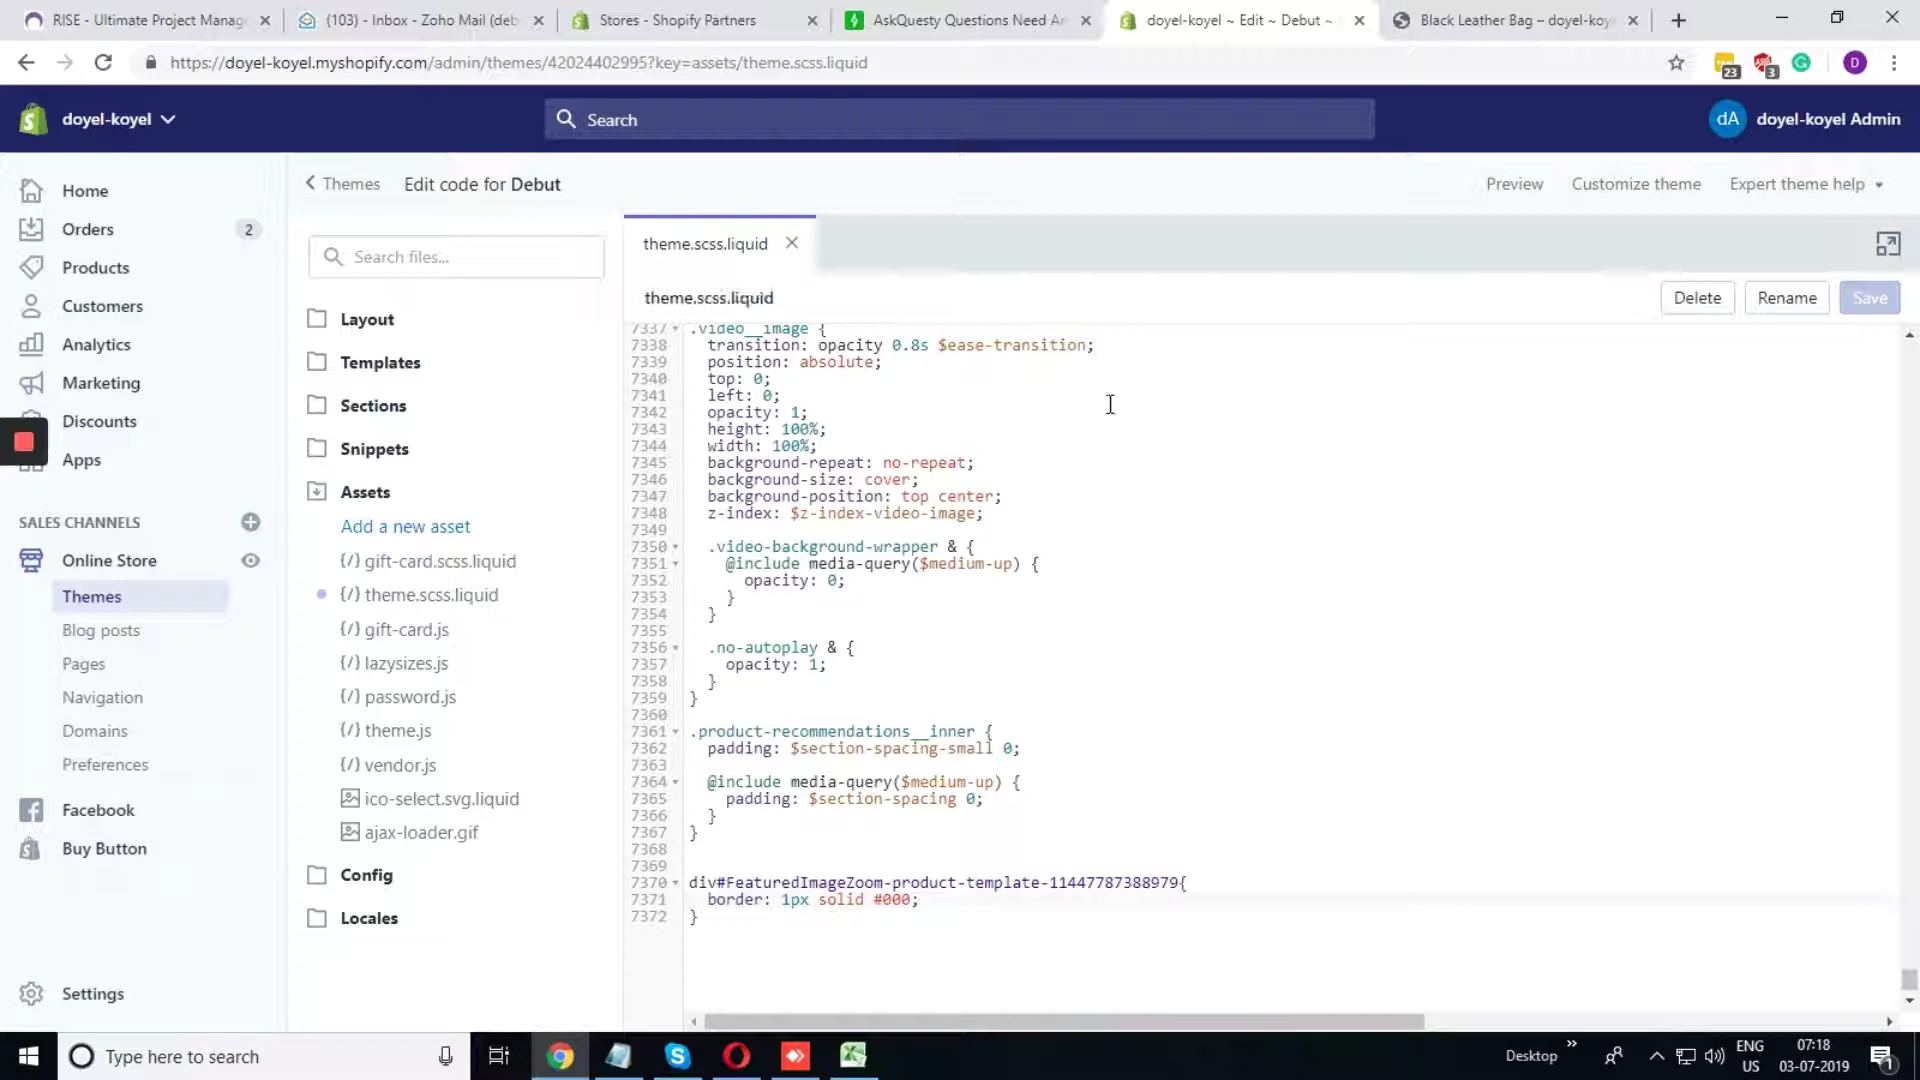 RISE - Ultimate Project Manag
(103) - Inbox - Zoho Mail (deb
Stores - Shopify Partners
AskQuesty Questions Need An
doyel-koyel ~ Edit ~ Debut ~
Black Leather Bag – doyel-koy
https://doyel-koyel.myshopify.com/admin/themes/42024402995?key=assets/theme.scss.liquid
23
3
D
doyel-koyel
Search
dA
doyel-koyel Admin
Home
Orders
2
Products
Customers
Analytics
Marketing
Discounts
Apps
SALES CHANNELS
Online Store
Themes
Blog posts
Pages
Navigation
Domains
Preferences
Facebook
Buy Button
Settings
Themes
Edit code for Debut
Preview
Customize theme
Expert theme help
Search files...
Layout
Templates
Sections
Snippets
Assets
Add a new asset
{/} gift-card.scss.liquid
{/} theme.scss.liquid
{/} gift-card.js
{/} lazysizes.js
{/} password.js
{/} theme.js
{/} vendor.js
ico-select.svg.liquid
ajax-loader.gif
Config
Locales
theme.scss.liquid
theme.scss.liquid
Delete
Rename
Save
7337 .video__image {
7338 transition: opacity 0.8s $ease-transition;
7339 position: absolute;
7340 top: 0;
7341 left: 0;
7342 opacity: 1;
7343 height: 100%;
7344 width: 100%;
7345 background-repeat: no-repeat;
7346 background-size: cover;
7347 background-position: top center;
7348 z-index: $z-index-video-image;
7349
7350 .video-background-wrapper & {
7351 @include media-query($medium-up) {
7352 opacity: 0;
7353 }
7354 }
7355
7356 .no-autoplay & {
7357 opacity: 1;
7358 }
7359 }
7360
7361 .product-recommendations__inner {
7362 padding: $section-spacing-small 0;
7363
7364 @include media-query($medium-up) {
7365 padding: $section-spacing 0;
7366 }
7367 }
7368
7369
7370 div#FeaturedImageZoom-product-template-11447787388979{
7371 border: 1px solid #000;
7372 }
Type here to search
Desktop
ENG
US
07:18
03-07-2019
1